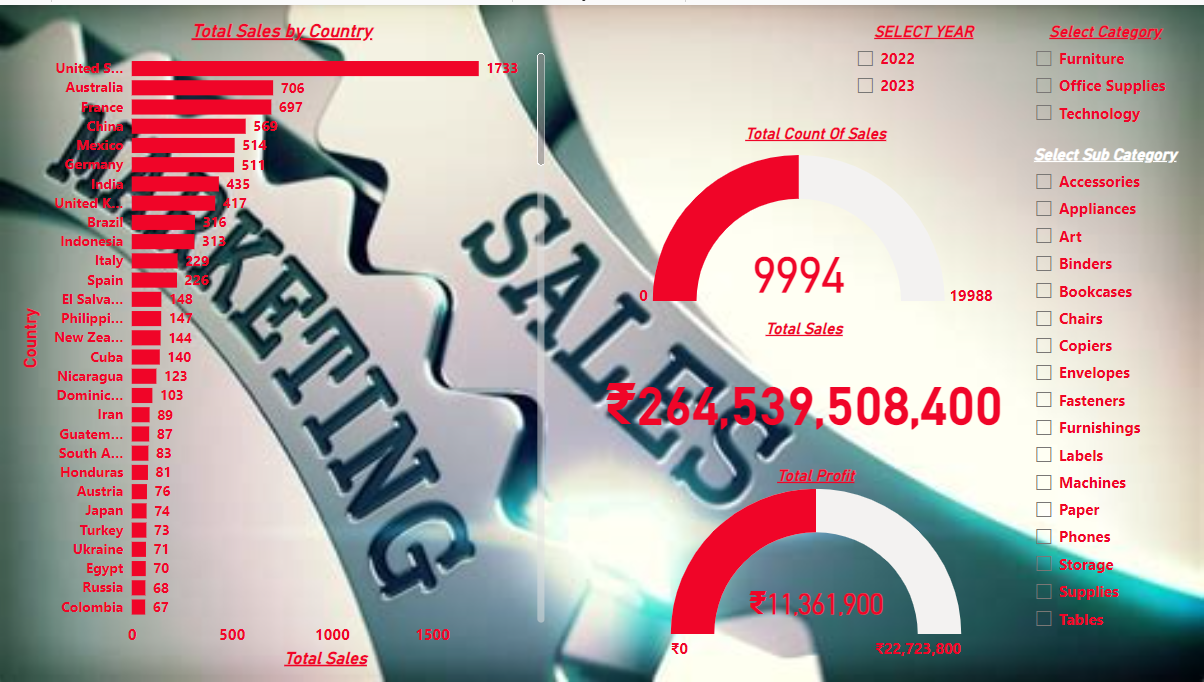 Total Sales by Country
Country
United S... 1733
Australia 706
France 697
China 569
Mexico 514
Germany 511
India 435
United K... 417
Brazil 316
Indonesia 313
Italy 229
Spain 226
El Salva... 148
Philippi... 147
New Zea... 144
Cuba 140
Nicaragua 123
Dominic... 103
Iran 89
Guatem... 87
South A... 83
Honduras 81
Austria 76
Japan 74
Turkey 73
Ukraine 71
Egypt 70
Russia 68
Colombia 67
0 500 1000 1500
Total Sales
MARKETING
SALES
SELECT YEAR
2022
2023
Total Count Of Sales
9994
0 19988
Total Sales
₹264,539,508,400
Total Profit
₹11,361,900
₹0 ₹22,723,800
Select Category
Furniture
Office Supplies
Technology
Select Sub Category
Accessories
Appliances
Art
Binders
Bookcases
Chairs
Copiers
Envelopes
Fasteners
Furnishings
Labels
Machines
Paper
Phones
Storage
Supplies
Tables